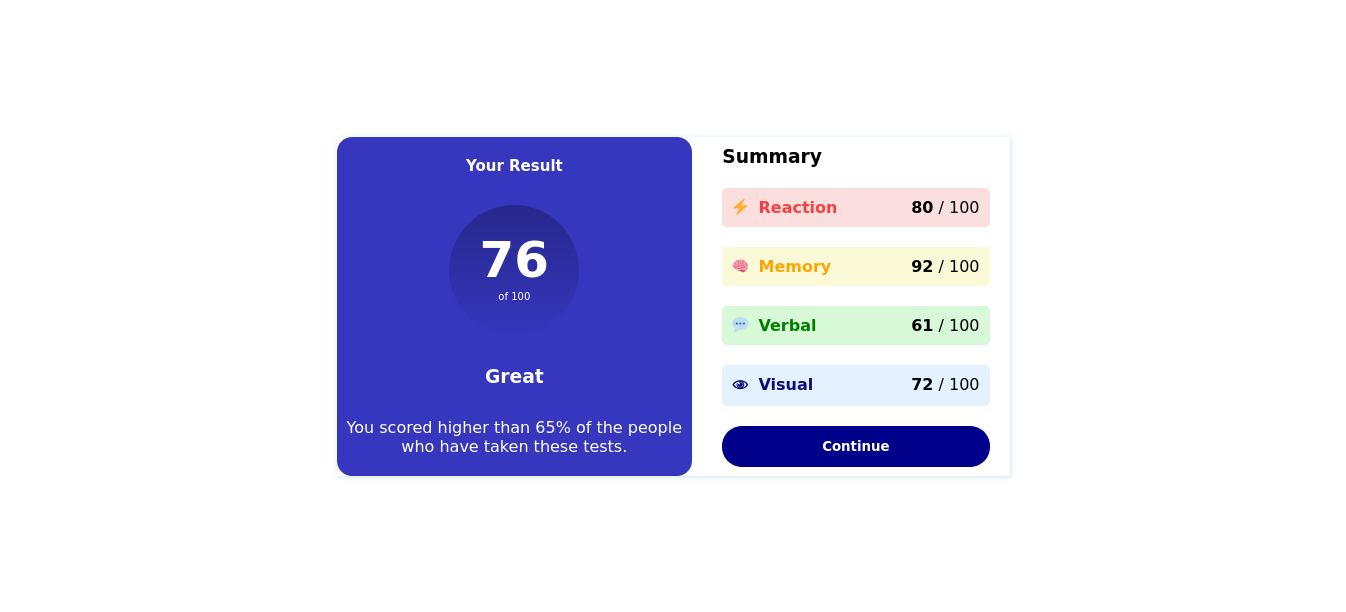 Your Result
76
of 100
Great
You scored higher than 65% of the people
who have taken these tests.
Summary
⚡ Reaction 80 / 100
🧠 Memory 92 / 100
💬 Verbal 61 / 100
👁 Visual 72 / 100
Continue